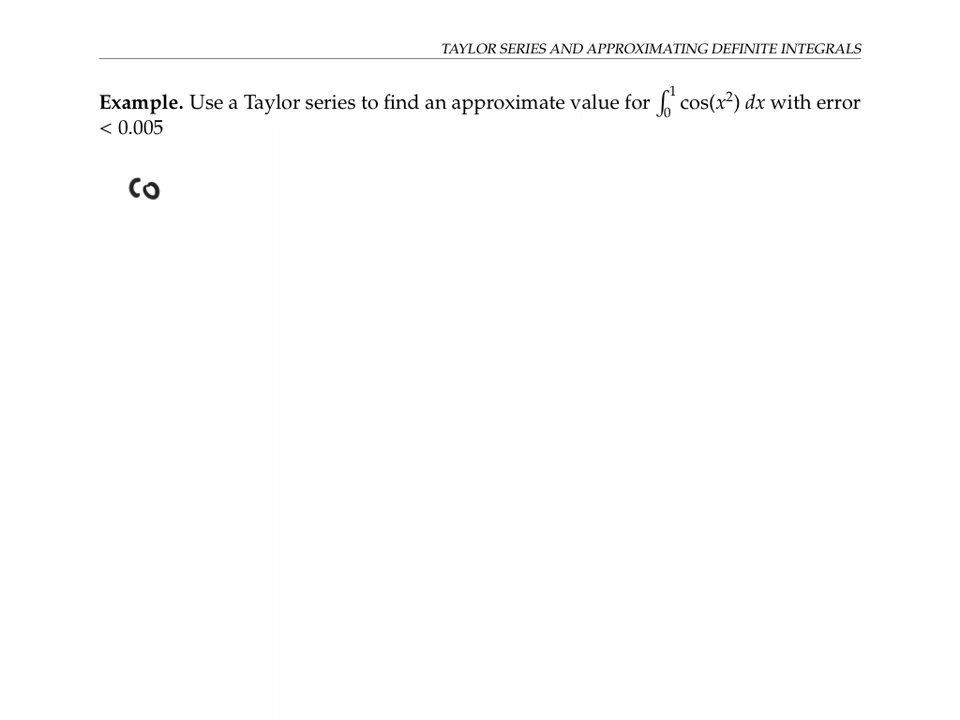 TAYLOR SERIES AND APPROXIMATING DEFINITE INTEGRALS
Example. Use a Taylor series to find an approximate value for ∫₀¹ cos(x²) dx with error
< 0.005
co